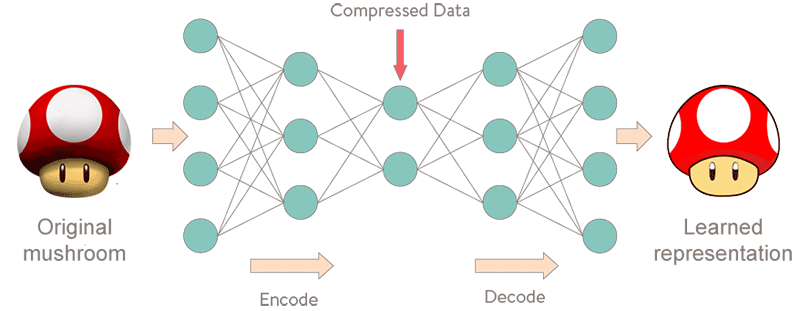 Compressed Data
Original
mushroom
Learned
representation
Encode
Decode